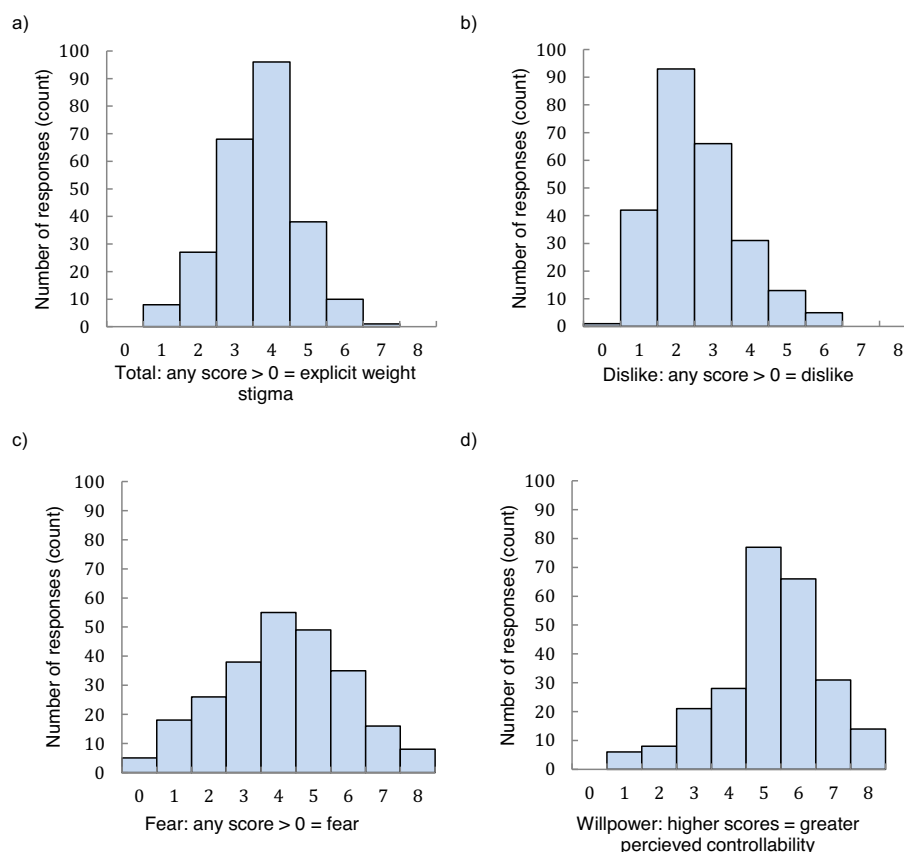 a)
100
90
80
70
60
50
40
30
20
10
0
Number of responses (count)
0 1 2 3 4 5 6 7 8
Total: any score > 0 = explicit weight
stigma
b)
100
90
80
70
60
50
40
30
20
10
0
Number of responses (count)
0 1 2 3 4 5 6 7 8
Dislike: any score > 0 = dislike
c)
100
90
80
70
60
50
40
30
20
10
0
Number of responses (count)
0 1 2 3 4 5 6 7 8
Fear: any score > 0 = fear
d)
100
90
80
70
60
50
40
30
20
10
0
Number of responses (count)
0 1 2 3 4 5 6 7 8
Willpower: higher scores = greater
percieved controllability